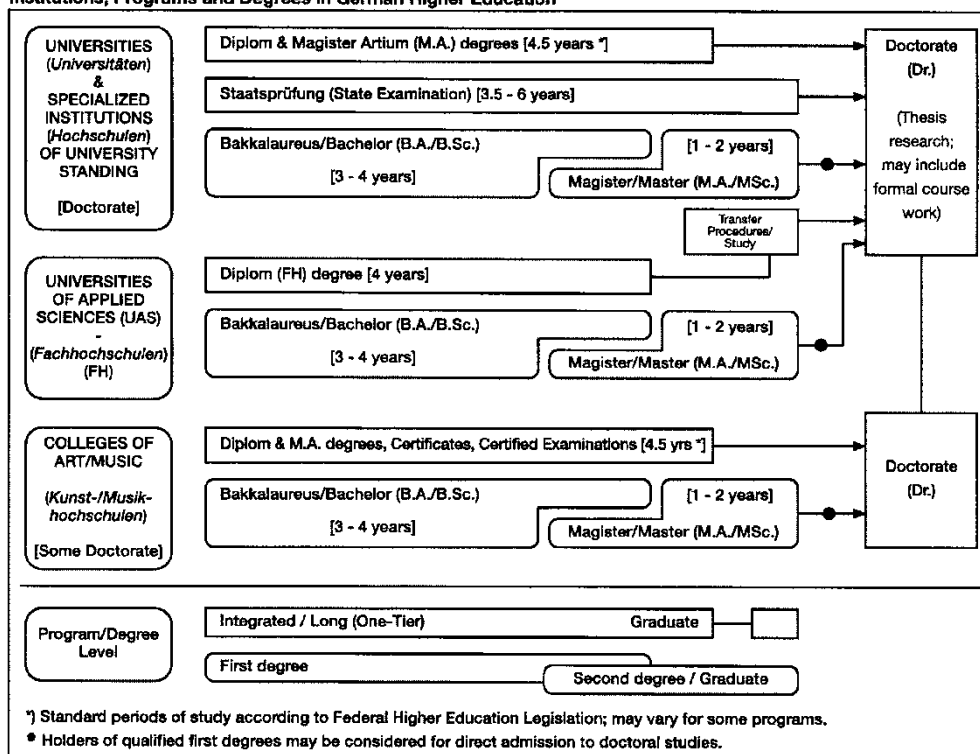 Institutions, Programs and Degrees in German Higher Education
UNIVERSITIES
(Universitäten)
&
SPECIALIZED
INSTITUTIONS
(Hochschulen)
OF UNIVERSITY
STANDING
[Doctorate]
Diplom & Magister Artium (M.A.) degrees [4.5 years *]
Staatsprüfung (State Examination) [3.5 - 6 years]
Bakkalaureus/Bachelor (B.A./B.Sc.)
[3 - 4 years]
[1 - 2 years]
Magister/Master (M.A./MSc.)
Transfer
Procedures/
Study
Doctorate
(Dr.)
(Thesis
research;
may include
formal course
work)
UNIVERSITIES
OF APPLIED
SCIENCES (UAS)
-
(Fachhochschulen)
(FH)
Diplom (FH) degree [4 years]
Bakkalaureus/Bachelor (B.A./B.Sc.)
[3 - 4 years]
[1 - 2 years]
Magister/Master (M.A./MSc.)
COLLEGES OF
ART/MUSIC
(Kunst-/Musik-
hochschulen)
[Some Doctorate]
Diplom & M.A. degrees, Certificates, Certified Examinations [4.5 yrs *]
Bakkalaureus/Bachelor (B.A./B.Sc.)
[3 - 4 years]
[1 - 2 years]
Magister/Master (M.A./MSc.)
Doctorate
(Dr.)
Program/Degree
Level
Integrated / Long (One-Tier) Graduate
First degree
Second degree / Graduate
*) Standard periods of study according to Federal Higher Education Legislation; may vary for some programs.
● Holders of qualified first degrees may be considered for direct admission to doctoral studies.